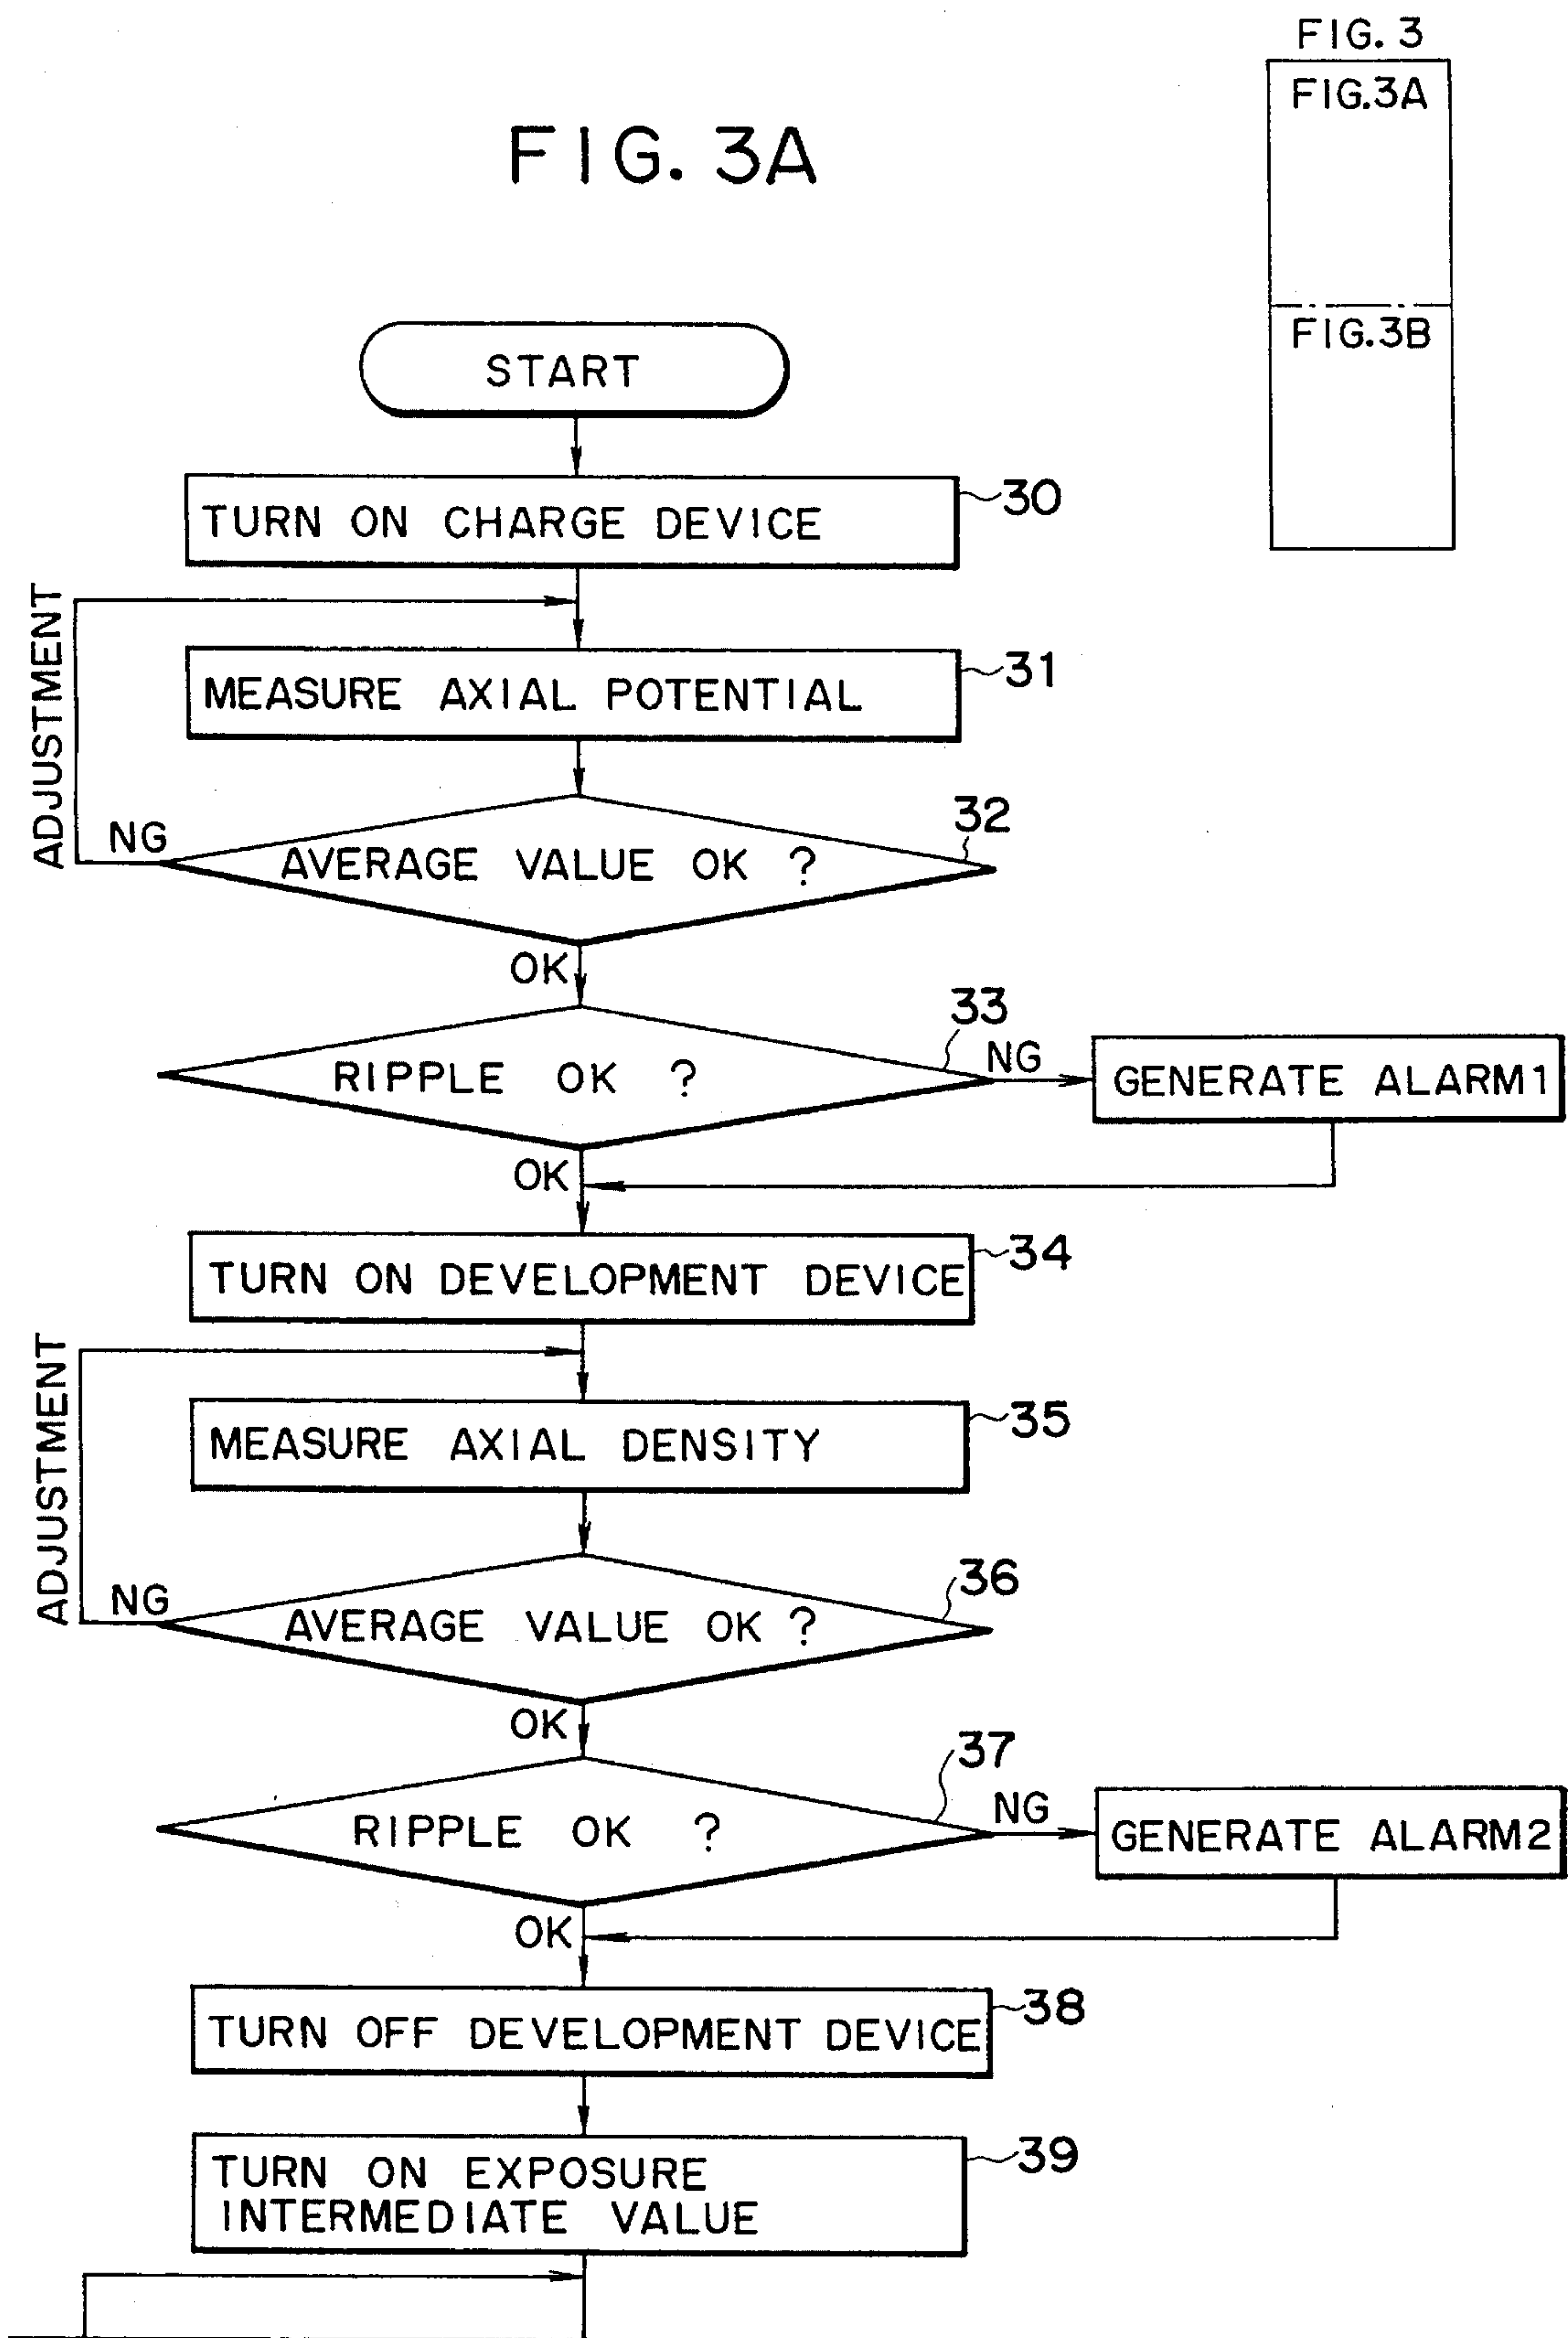 FIG. 3
FIG.3A
FIG.3B
FIG. 3A
START
TURN ON CHARGE DEVICE
30
ADJUSTMENT
MEASURE AXIAL POTENTIAL
31
NG
AVERAGE VALUE OK ?
32
OK
RIPPLE OK ?
33
NG
GENERATE ALARM1
OK
TURN ON DEVELOPMENT DEVICE
34
ADJUSTMENT
MEASURE AXIAL DENSITY
35
NG
AVERAGE VALUE OK ?
36
OK
RIPPLE OK ?
37
NG
GENERATE ALARM2
OK
TURN OFF DEVELOPMENT DEVICE
38
TURN ON EXPOSURE
INTERMEDIATE VALUE
39